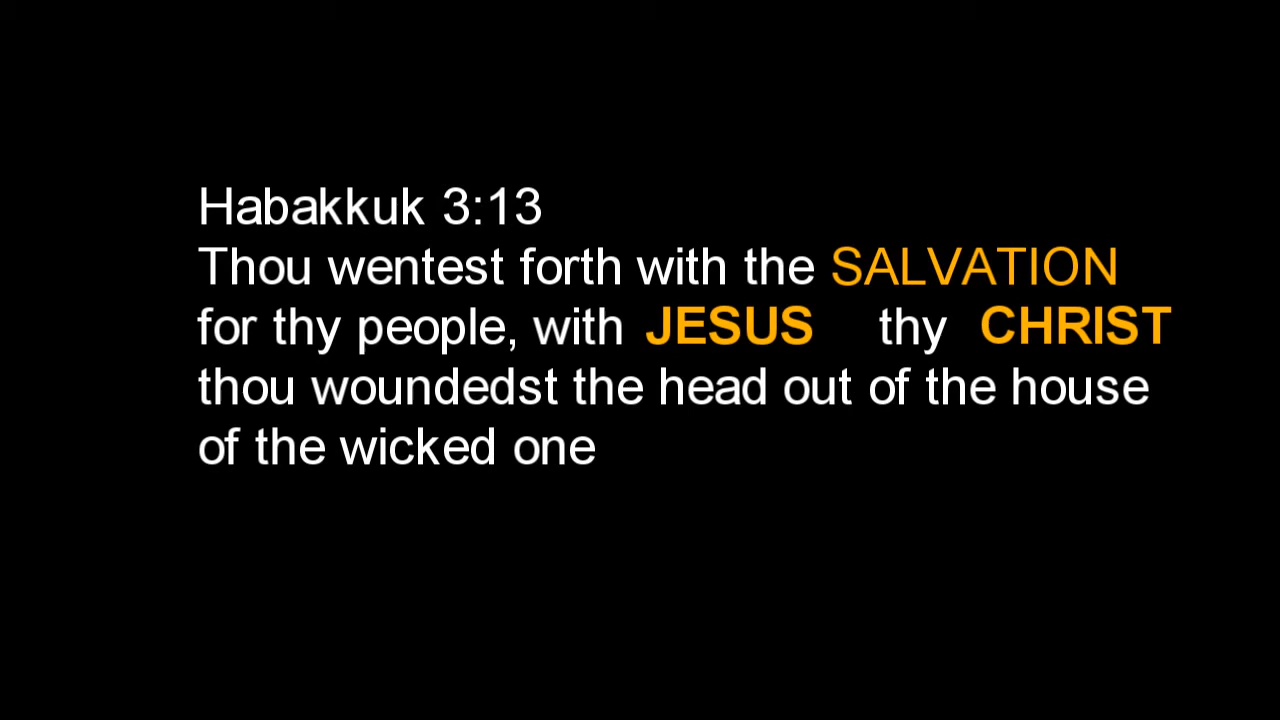 Habakkuk 3:13
Thou wentest forth with the SALVATION
for thy people, with JESUS thy CHRIST
thou woundedst the head out of the house
of the wicked one